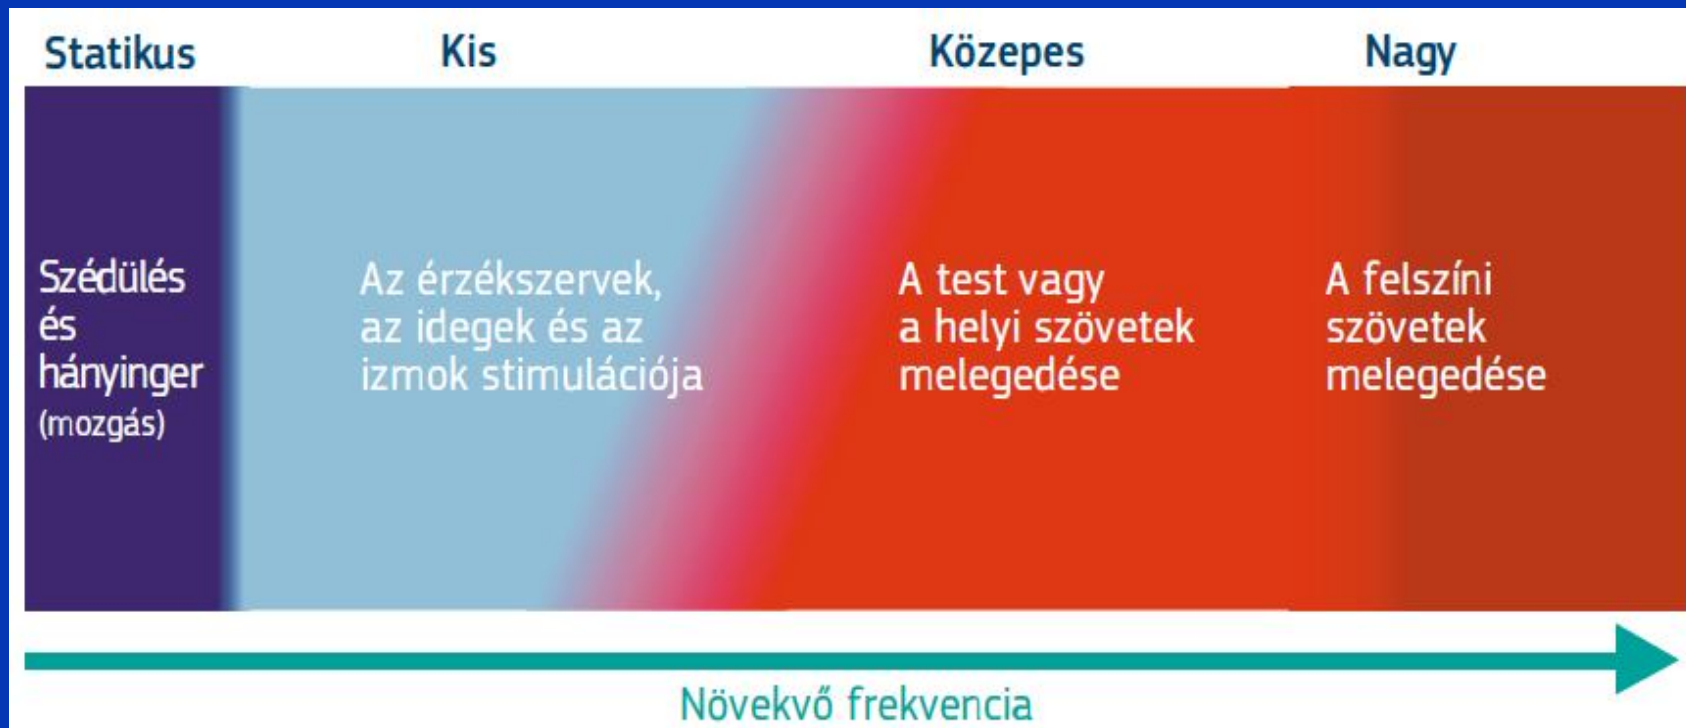 Statikus
Kis
Közepes
Nagy
Szédülés
és
hányinger
(mozgás)
Az érzékszervek,
az idegek és az
izmok stimulációja
A test vagy
a helyi szövetek
melegedése
A felszíni
szövetek
melegedése
Növekvő frekvencia